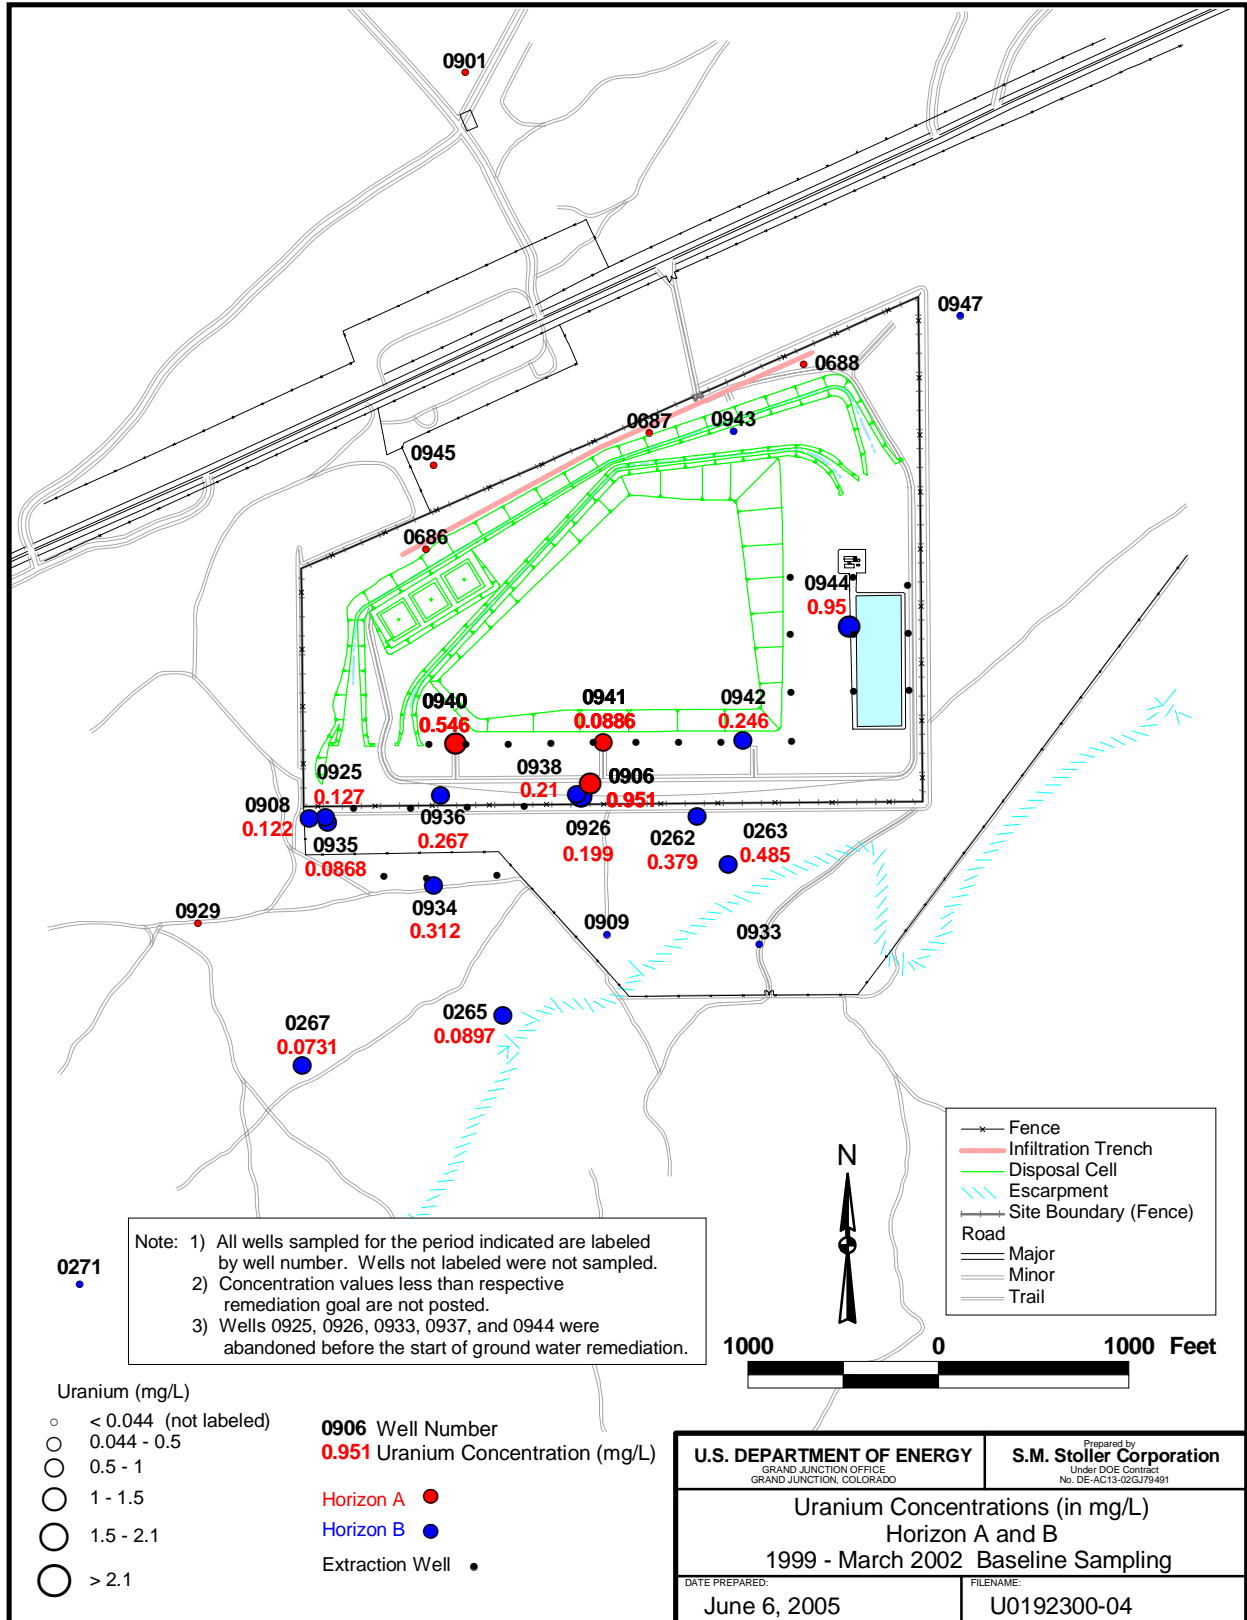 0901
0947
0688
0687
0943
0945
0686
0944
0.95
0940
0.546
0941
0.0886
0942
0.246
0925
0.127
0938
0.21
0906
0.951
0908
0.122
0936
0.267
0926
0.199
0262
0.379
0263
0.485
0935
0.0868
0934
0.312
0929
0909
0933
0265
0.0897
0267
0.0731
0271
Fence
Infiltration Trench
Disposal Cell
Escarpment
Site Boundary (Fence)
Road
Major
Minor
Trail
N
Note: 1) All wells sampled for the period indicated are labeled
by well number. Wells not labeled were not sampled.
2) Concentration values less than respective
remediation goal are not posted.
3) Wells 0925, 0926, 0933, 0937, and 0944 were
abandoned before the start of ground water remediation.
1000 0 1000 Feet
Uranium (mg/L)
< 0.044 (not labeled)
0.044 - 0.5
0.5 - 1
1 - 1.5
1.5 - 2.1
> 2.1
0906 Well Number
0.951 Uranium Concentration (mg/L)
Horizon A
Horizon B
Extraction Well
U.S. DEPARTMENT OF ENERGY
GRAND JUNCTION OFFICE
GRAND JUNCTION, COLORADO
Prepared by
S.M. Stoller Corporation
Under DOE Contract
No. DE-AC13-02GJ79491
Uranium Concentrations (in mg/L)
Horizon A and B
1999 - March 2002 Baseline Sampling
DATE PREPARED:
June 6, 2005
FILENAME:
U0192300-04